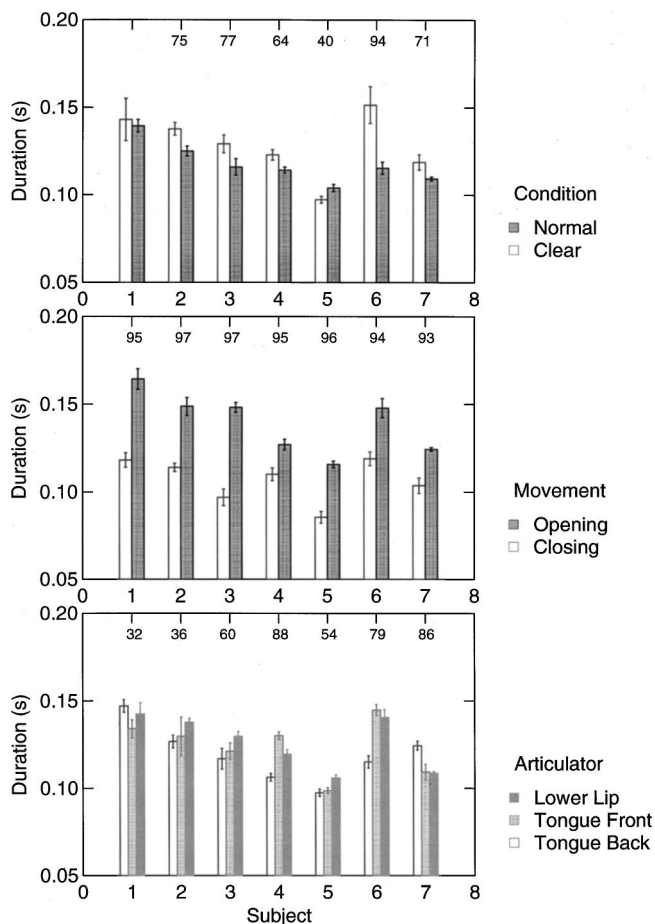 75 77 64 40 94 71
0.20
0.15
0.10
0.05
Duration (s)
0 1 2 3 4 5 6 7 8
Condition
Normal
Clear
0.20
95 97 97 95 96 94 93
0.15
0.10
0.05
Duration (s)
0 1 2 3 4 5 6 7 8
Movement
Opening
Closing
0.20
32 36 60 88 54 79 86
0.15
0.10
0.05
Duration (s)
0 1 2 3 4 5 6 7 8
Subject
Articulator
Lower Lip
Tongue Front
Tongue Back